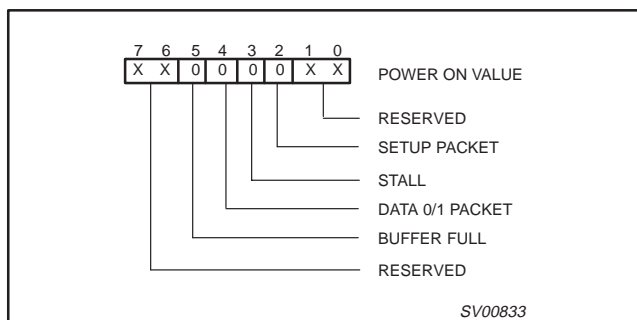 7 6 5 4 3 2 1 0
X X 0 0 0 0 X X POWER ON VALUE
RESERVED
SETUP PACKET
STALL
DATA 0/1 PACKET
BUFFER FULL
RESERVED
SV00833